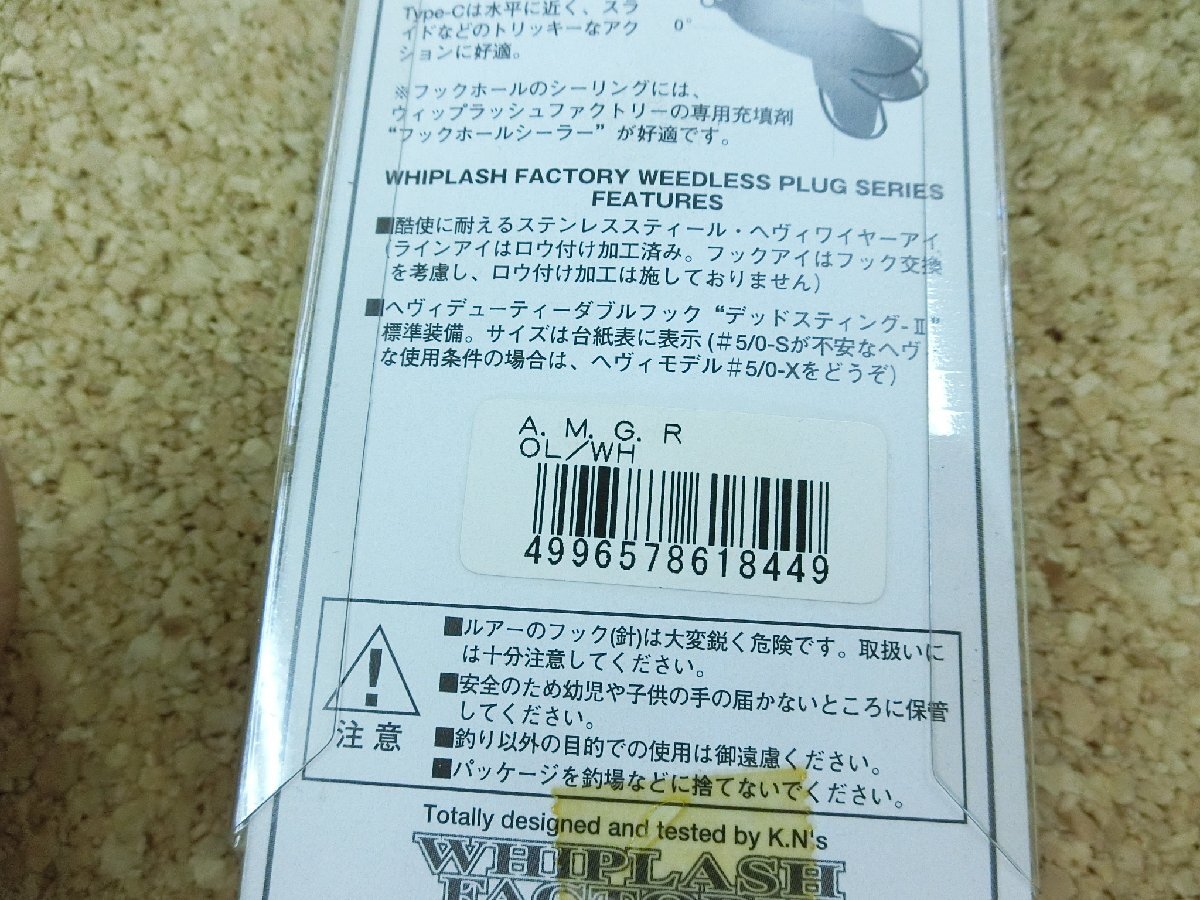 Type-Cは水平に近く、スラ
イドなどのトリッキーなアク
ションに好適。
0°
※フックホールのシーリングには、
ウィップラッシュファクトリーの専用充填剤
“フックホールシーラー”が好適です。
WHIPLASH FACTORY WEEDLESS PLUG SERIES
FEATURES
■酷使に耐えるステンレススティール・ヘヴィワイヤーアイ
(ラインアイはロウ付け加工済み。フックアイはフック交換
を考慮し、ロウ付け加工は施しておりません)
■ヘヴィデューティーダブルフック“デッドスティング-Ⅱ”
標準装備。サイズは台紙表に表示(＃5/0-Sが不安なヘヴィ
な使用条件の場合は、ヘヴィモデル＃5/0-Xをどうぞ)
A. M. G. R
OL/WH
4996578618449
■ルアーのフック(針)は大変鋭く危険です。取扱いに
は十分注意してください。
■安全のため幼児や子供の手の届かないところに保管
してください。
注意
■釣り以外の目的での使用は御遠慮ください。
■パッケージを釣場などに捨てないでください。
Totally designed and tested by K.N's
WHIPLASH
FACTORY